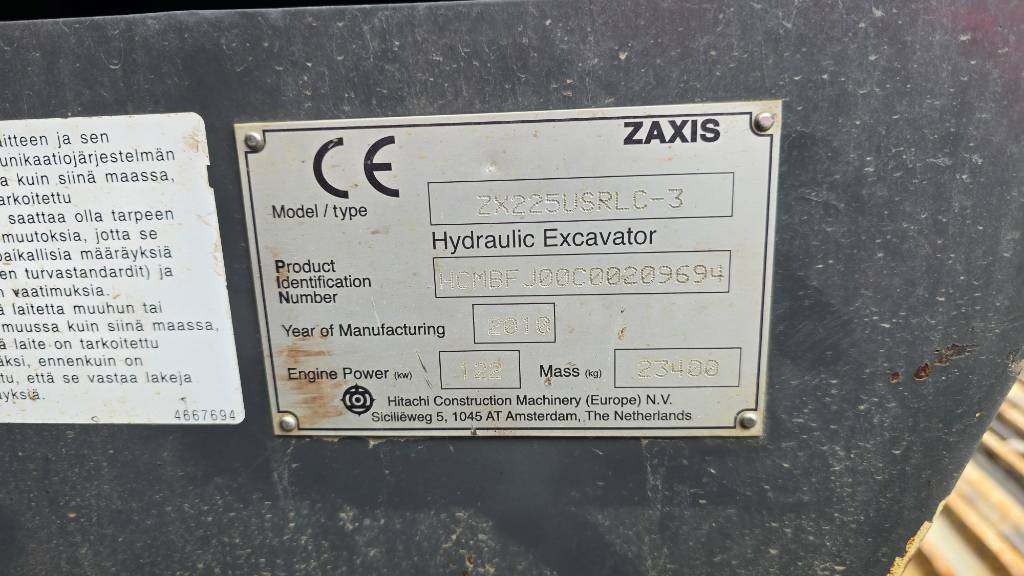 itteen ja sen
unikaatiojärjestelmän
a kuin siinä maassa,
tarkoitettu
saattaa olla tarpeen
muutoksia, jotta se
paikallisia määräyksiä
en turvastandardit) ja
n vaatimuksia.
ä laitetta muuhun tai
muussa kuin siinä maassa,
ä laite on tarkoitettu
äksi, ennenkuin on
tu, että se vastaa lakeja
äyksiä.
4667694
CE
ZAXIS
Model / type ZX225USRLC-3
Hydraulic Excavator
Product Identification Number HCMBFJ00C00209694
Year of Manufacturing 2010
Engine Power (kw) 122 Mass (kg) 23400
Hitachi Construction Machinery (Europe) N.V.
Siciliëweg 5, 1045 AT Amsterdam, The Netherlands